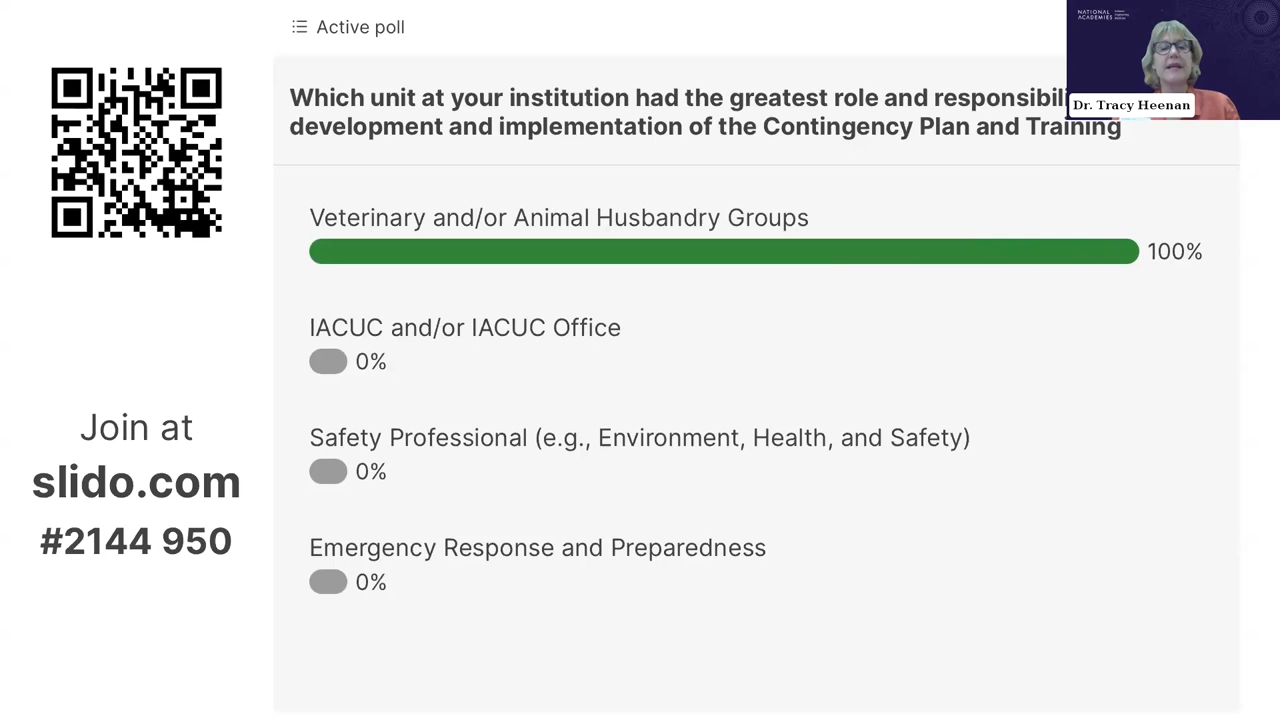 Active poll
NATIONAL
ACADEMIES
Which unit at your institution had the greatest role and
development and implementation of the Contingency Plan and Training
Dr. Tracy Heenan
Veterinary and/or Animal Husbandry Groups
100%
IACUC and/or IACUC Office
0%
Safety Professional (e.g., Environment, Health, and Safety)
0%
Emergency Response and Preparedness
0%
Join at
slido.com
#2144 950